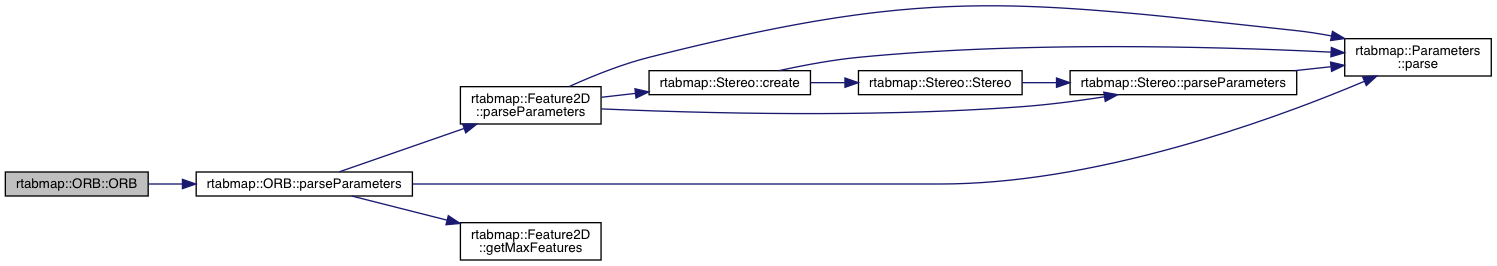 rtabmap::ORB::ORB
rtabmap::ORB::parseParameters
rtabmap::Feature2D
::parseParameters
rtabmap::Stereo::create
rtabmap::Stereo::Stereo
rtabmap::Stereo::parseParameters
rtabmap::Parameters
::parse
rtabmap::Feature2D
::getMaxFeatures